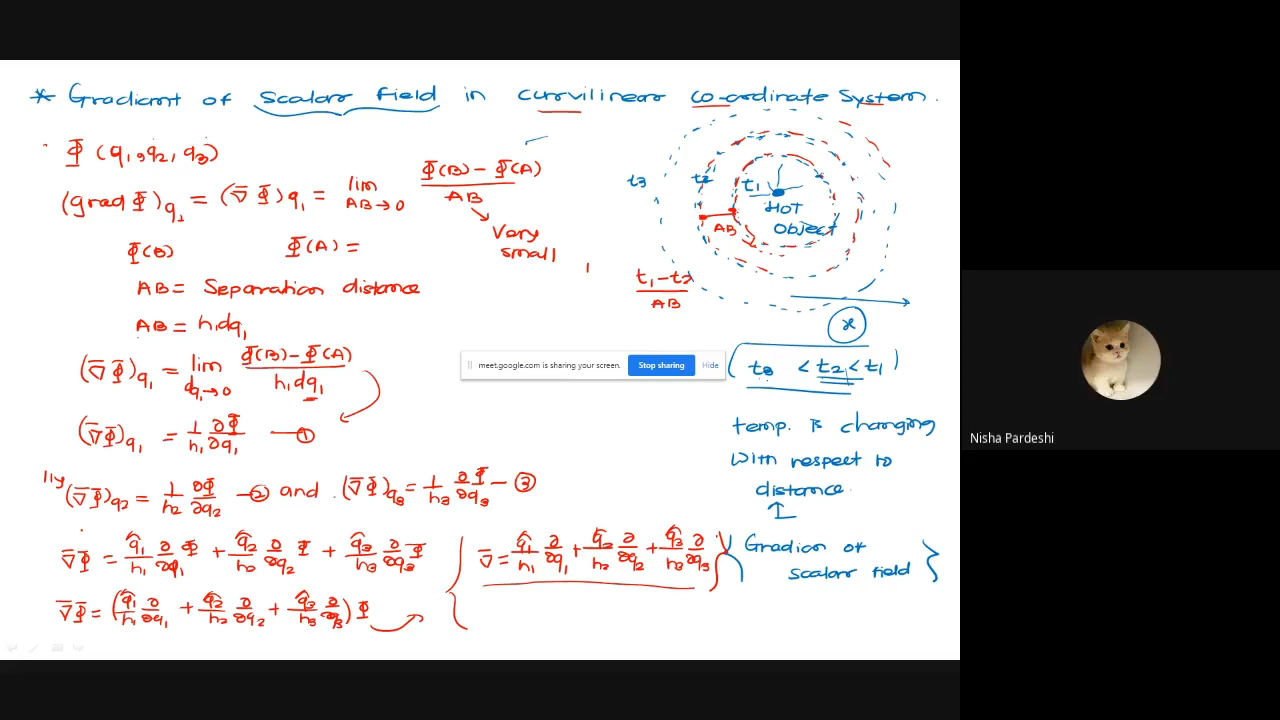 * Gradiant of scalar field in curvilinear co-ordinate system.
Φ (q₁, q₂, q₃)
(grad Φ)q₁ = (∇̄ Φ)q₁ = lim AB→0 Φ(B) − Φ(A) / AB
Very small
Φ(B) Φ(A) =
AB = Separation distance
AB = h₁dq₁
(∇̄ Φ)q₁ = lim dq₁→0 Φ(B) − Φ(A) / h₁dq₁
(∇̄Φ)q₁ = 1/h₁ ∂Φ/∂q₁ — ①
lly (∇̄Φ)q₂ = 1/h₂ ∂Φ/∂q₂ — ② and (∇̄Φ)q₃ = 1/h₃ ∂Φ/∂q₃ — ③
∇̄Φ = q̂₁/h₁ ∂/∂q₁ Φ + q̂₂/h₂ ∂/∂q₂ Φ + q̂₃/h₃ ∂/∂q₃ Φ
∇̄Φ = (q̂₁/h₁ ∂/∂q₁ + q̂₂/h₂ ∂/∂q₂ + q̂₃/h₃ ∂/∂q₃) Φ
{ ∇̄ = q̂₁/h₁ ∂/∂q₁ + q̂₂/h₂ ∂/∂q₂ + q̂₃/h₃ ∂/∂q₃ }
t₃ t₂ t₁
HOT
object
AB
t₁ − t₂ / AB
x
t₃ < t₂ < t₁
temp. is changing
with respect to
distance.
{ Gradion of
scalar field }
meet.google.com is sharing your screen. Stop sharing Hide
Nisha Pardeshi